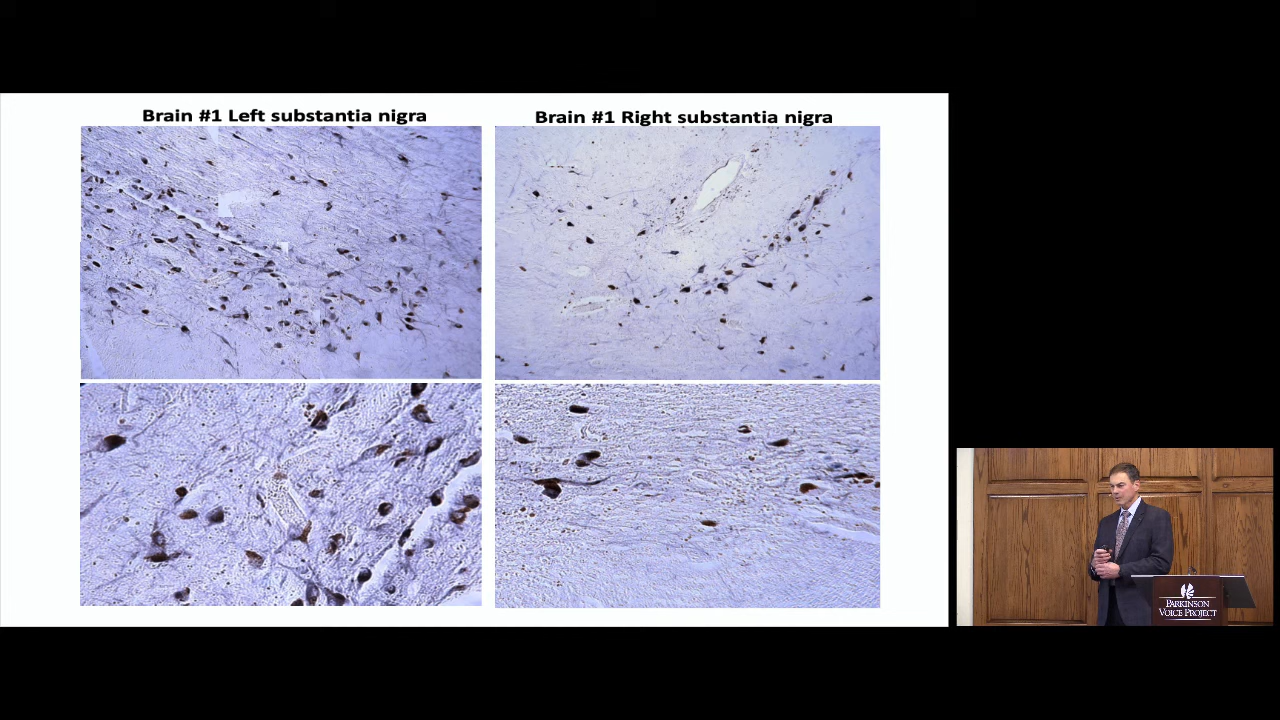 Brain #1 Left substantia nigra
Brain #1 Right substantia nigra
PARKINSON
VOICE PROJECT